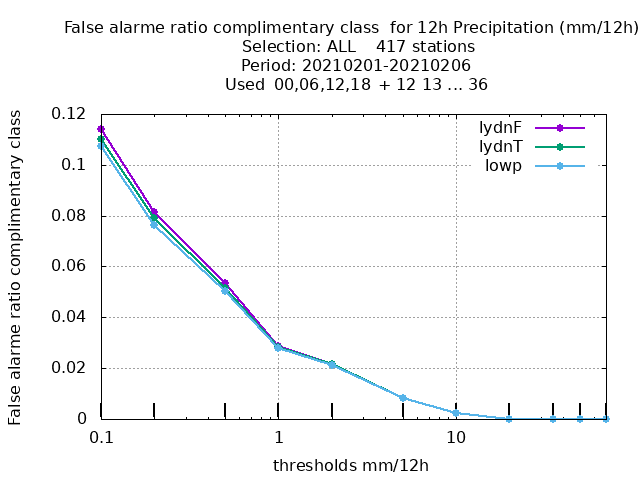 False alarme ratio complimentary class  for 12h Precipitation (mm/12h)
Selection: ALL    417 stations
Period: 20210201-20210206
Used  00,06,12,18  + 12 13 ... 36
False alarme ratio complimentary class
0.12
0.1
0.08
0.06
0.04
0.02
0
lydnF
lydnT
lowp
0.1 1 10
thresholds mm/12h